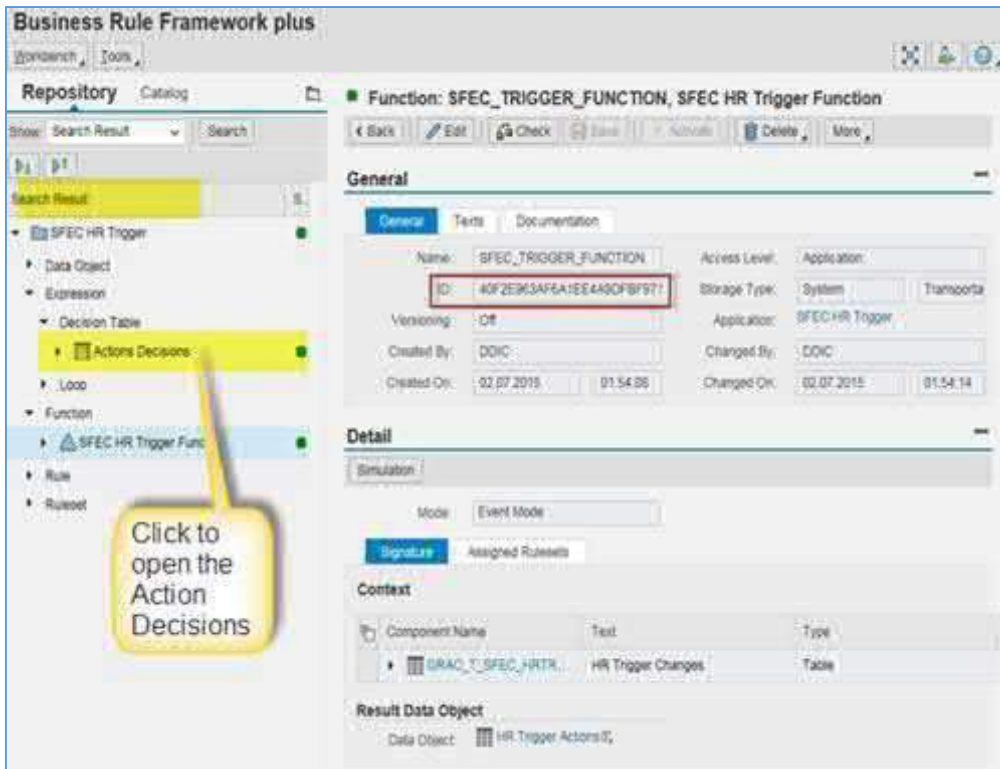 Business Rule Framework plus
Workbench Tools
Repository Catalog
Show: Search Result Search
Search Result S..
SFEC HR Trigger
Data Object
Expression
Decision Table
Actions Decisions
Loop
Function
SFEC HR Trigger Func
Rule
Ruleset
Click to
open the
Action
Decisions
Function: SFEC_TRIGGER_FUNCTION, SFEC HR Trigger Function
Back Edit Check Save Activate Delete More
General
General Texts Documentation
Name: SFEC_TRIGGER_FUNCTION Access Level: Application
ID: Storage Type: System Transporta
Versioning: Off Application: SFEC HR Trigger
Created By: DDIC Changed By: DDIC
Created On: 02.07.2015 01:54:06 Changed On: 02.07.2015 01:54:14
Detail
Simulation
Mode: Event Mode
Signature Assigned Rulesets
Context
Component Name Text Type
GRAC_T_SFEC_HRTR... HR Trigger Changes Table
Result Data Object
Data Object: HR Trigger Actions